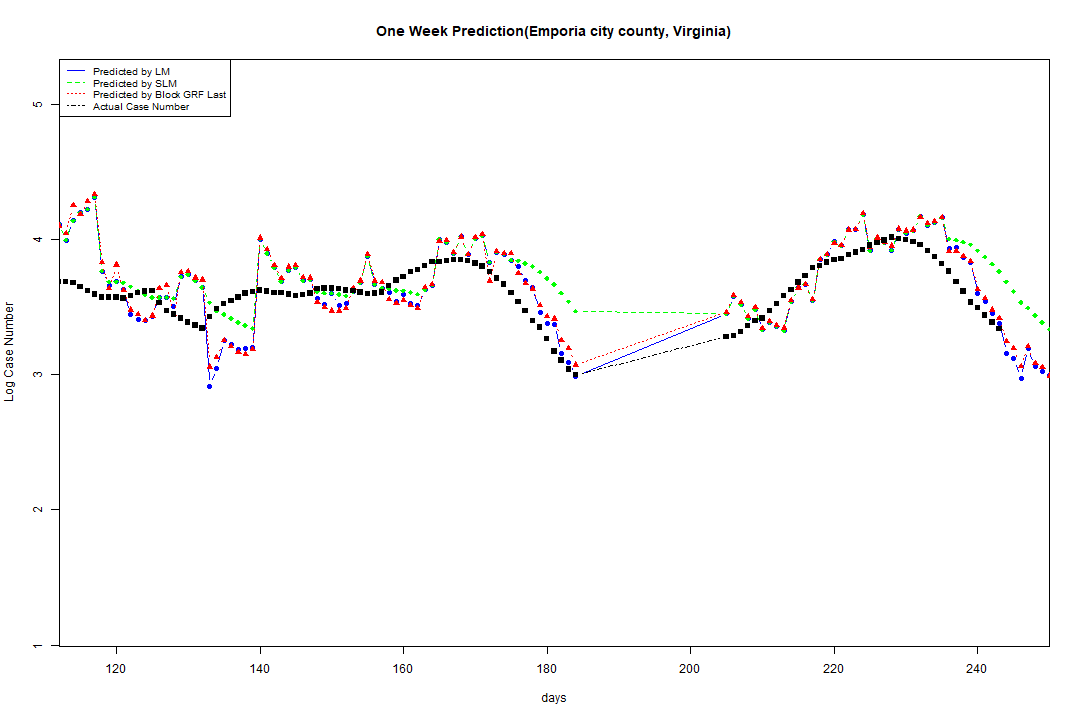 One Week Prediction(Emporia city county, Virginia)
Predicted by LM
Predicted by SLM
Predicted by Block GRF Last
Actual Case Number
Log Case Number
5
4
3
2
1
120 140 160 180 200 220 240
days